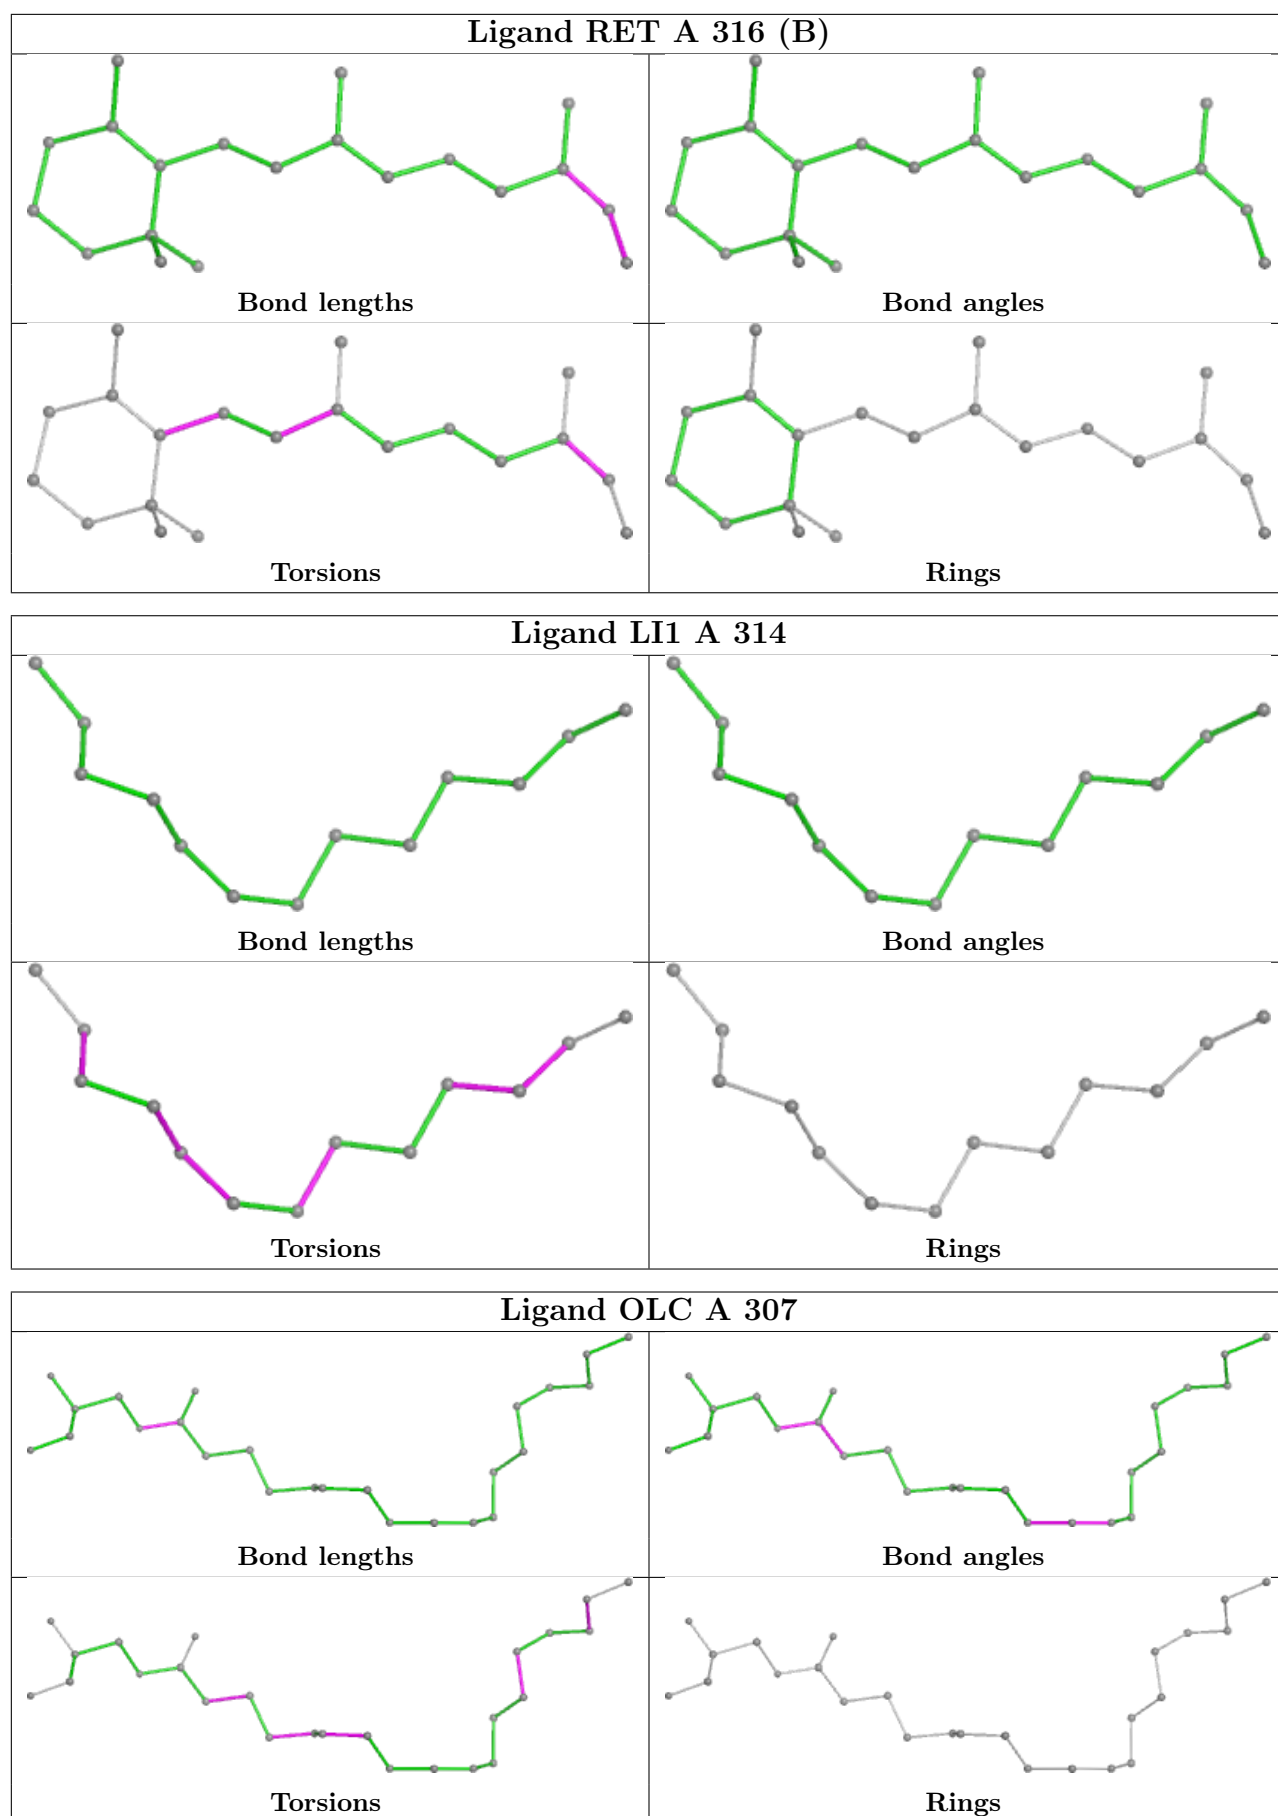 Ligand RET A 316 (B)
Bond lengths
Bond angles
Torsions
Rings
Ligand LI1 A 314
Bond lengths
Bond angles
Torsions
Rings
Ligand OLC A 307
Bond lengths
Bond angles
Torsions
Rings